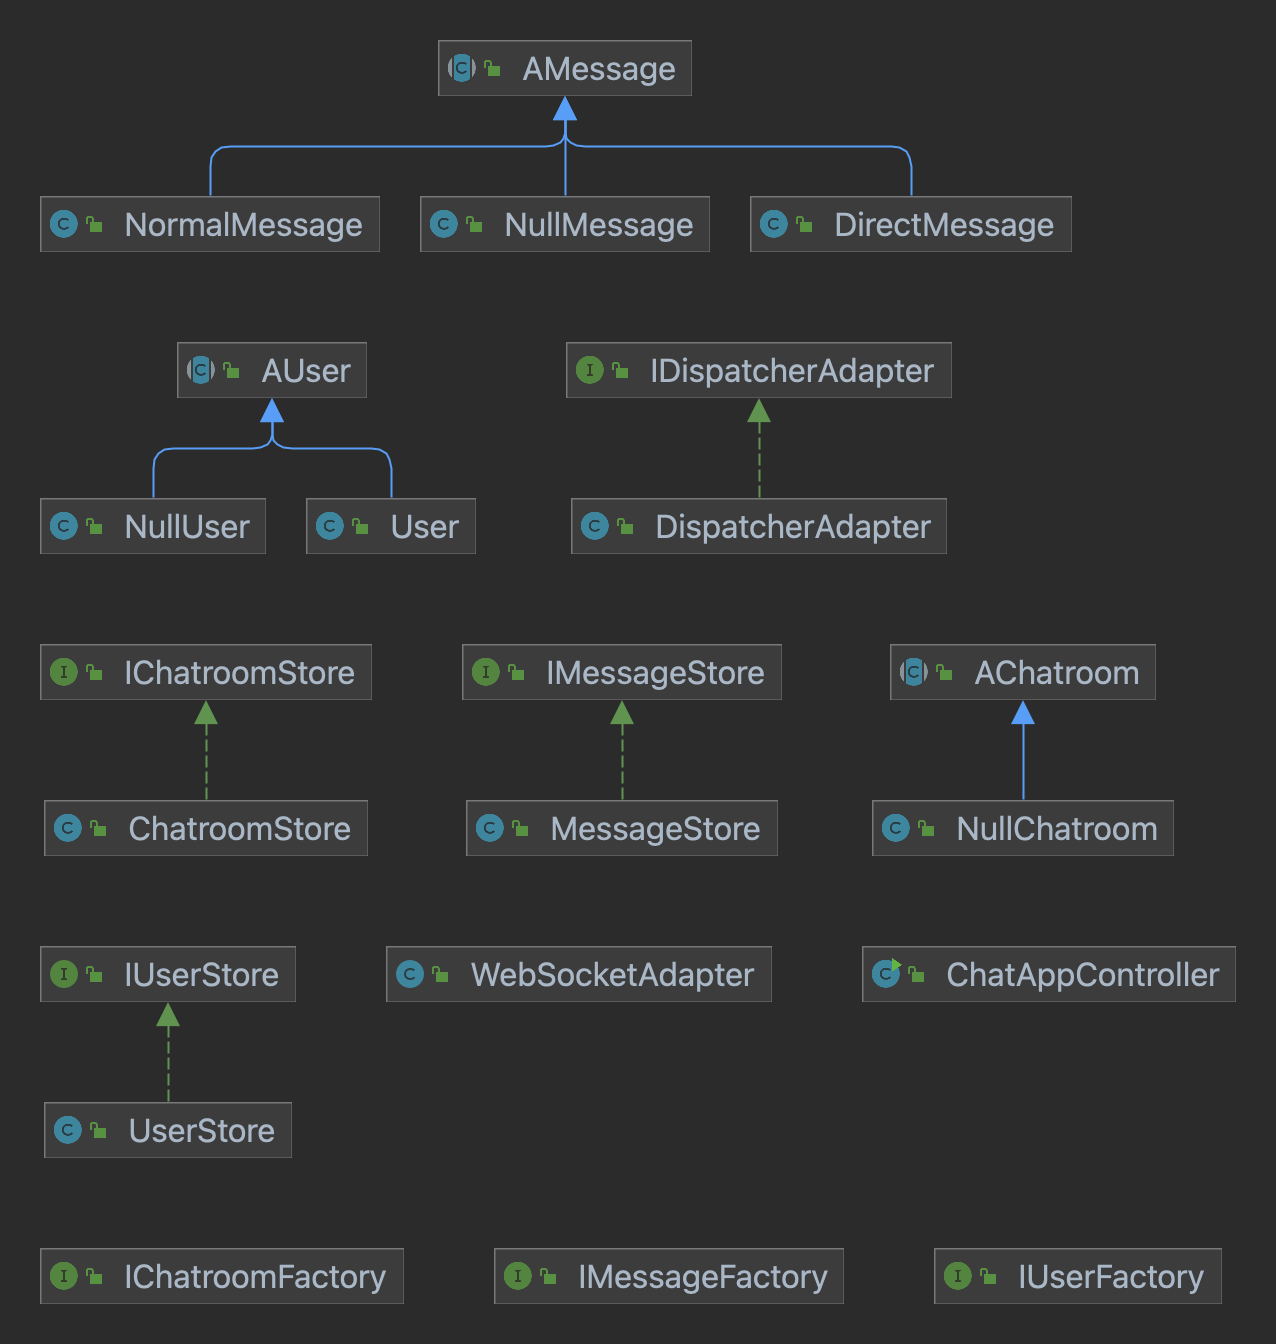 AMessage
NormalMessage
NullMessage
DirectMessage
AUser
IDispatcherAdapter
NullUser
User
DispatcherAdapter
IChatroomStore
IMessageStore
AChatroom
ChatroomStore
MessageStore
NullChatroom
IUserStore
WebSocketAdapter
ChatAppController
UserStore
IChatroomFactory
IMessageFactory
IUserFactory